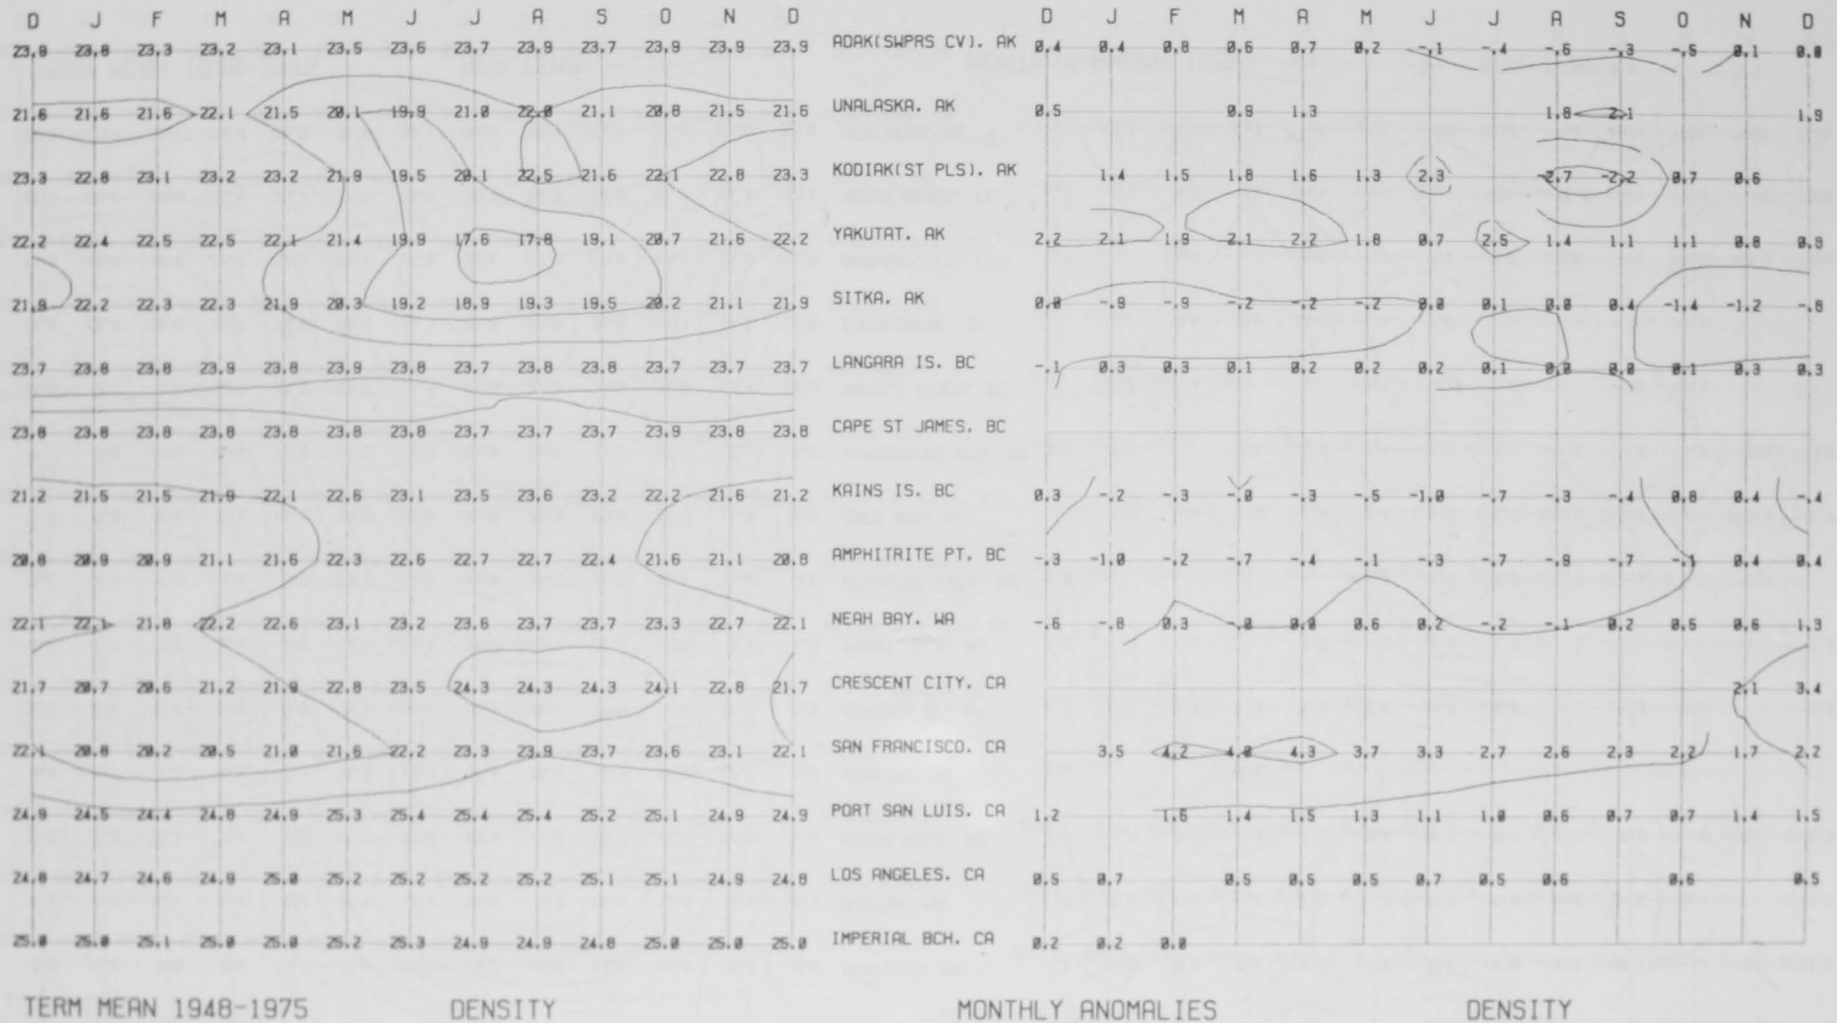 D J F M A M J J A S O N D D J F M A M J J A S O N D
23.8 23.8 23.3 23.2 23.1 23.5 23.6 23.7 23.9 23.7 23.9 23.9 23.9 ADAK(SWPRS CV). AK 0.4 0.4 0.8 0.6 0.7 0.2 -.1 -.4 -.6 -.3 -.5 0.1 0.0
21.6 21.6 21.6 22.1 21.5 20.1 19.9 21.0 22.0 21.1 20.8 21.5 21.6 UNALASKA. AK 0.5 0.9 1.3 1.8 2.1 1.9
23.3 22.8 23.1 23.2 23.2 21.9 19.5 20.1 22.5 21.6 22.1 22.8 23.3 KODIAK(ST PLS). AK 1.4 1.5 1.8 1.6 1.3 2.3 -2.7 -2.2 0.7 0.6
22.2 22.4 22.5 22.5 22.1 21.4 19.9 17.6 17.8 19.1 20.7 21.6 22.2 YAKUTAT. AK 2.2 2.1 1.9 2.1 2.2 1.8 0.7 2.5 1.4 1.1 1.1 0.8
21.9 22.2 22.3 22.3 21.9 20.3 19.2 18.9 19.3 19.5 20.2 21.1 21.9 SITKA. AK 0.0 -.9 -.9 -.2 -.2 -.2 0.0 0.1 0.0 0.4 -1.4 -1.2 -.8
23.7 23.8 23.8 23.9 23.8 23.9 23.8 23.7 23.8 23.8 23.7 23.7 23.7 LANGARA IS. BC -.1 0.3 0.3 0.1 0.2 0.2 0.2 0.1 0.0 0.0 0.1 0.3 0.3
23.8 23.8 23.8 23.8 23.8 23.8 23.8 23.7 23.7 23.7 23.9 23.8 23.8 CAPE ST JAMES. BC
21.2 21.5 21.5 21.9 22.1 22.6 23.1 23.5 23.6 23.2 22.2 21.6 21.2 KAINS IS. BC 0.3 -.2 -.3 -.0 -.3 -.5 -1.0 -.7 -.3 -.4 0.8 0.4 -.4
20.8 20.9 20.9 21.1 21.6 22.3 22.6 22.7 22.7 22.4 21.6 21.1 20.8 AMPHITRITE PT. BC -.3 -1.0 -.2 -.7 -.4 -.1 -.3 -.7 -.9 -.7 -.1 0.4 0.4
22.1 22.1 21.8 22.2 22.6 23.1 23.2 23.6 23.7 23.7 23.3 22.7 22.1 NEAH BAY. WA -.6 -.8 0.3 -.0 0.0 0.6 0.2 -.2 -.1 0.2 0.5 0.6 1.3
21.7 20.7 20.6 21.2 21.9 22.8 23.5 24.3 24.3 24.3 24.1 22.8 21.7 CRESCENT CITY. CA 2.1 3.4
22.1 20.8 20.2 20.5 21.0 21.6 22.2 23.3 23.9 23.7 23.6 23.1 22.1 SAN FRANCISCO. CA 3.5 4.2 4.0 4.3 3.7 3.3 2.7 2.6 2.3 2.2 1.7 2.2
24.9 24.5 24.4 24.8 24.9 25.3 25.4 25.4 25.4 25.2 25.1 24.9 24.9 PORT SAN LUIS. CA 1.2 1.6 1.4 1.5 1.3 1.1 1.0 0.6 0.7 0.7 1.4 1.5
24.8 24.7 24.6 24.9 25.0 25.2 25.2 25.2 25.2 25.1 25.1 24.9 24.8 LOS ANGELES. CA 0.5 0.7 0.5 0.5 0.5 0.7 0.5 0.6 0.6 0.5
25.0 25.0 25.1 25.0 25.0 25.2 25.3 24.9 24.9 24.8 25.0 25.0 25.0 IMPERIAL BCH. CA 0.2 0.2 0.0
TERM MEAN 1948-1975 DENSITY MONTHLY ANOMALIES DENSITY